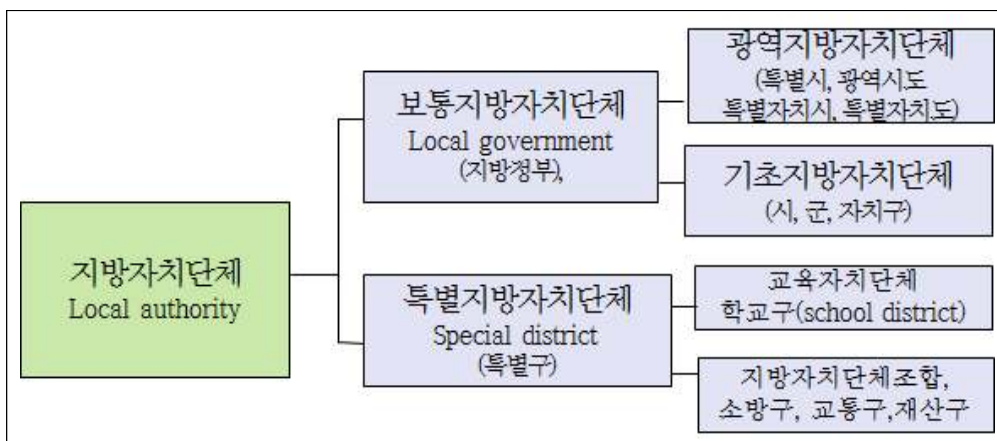 지방자치단체
Local authority
보통지방자치단체
Local government
(지방정부),
광역지방자치단체
(특별시, 광역시도
특별자치시, 특별자치도)
기초지방자치단체
(시, 군, 자치구)
특별지방자치단체
Special district
(특별구)
교육자치단체
학교구(school district)
지방자치단체조합,
소방구, 교통구,재산구